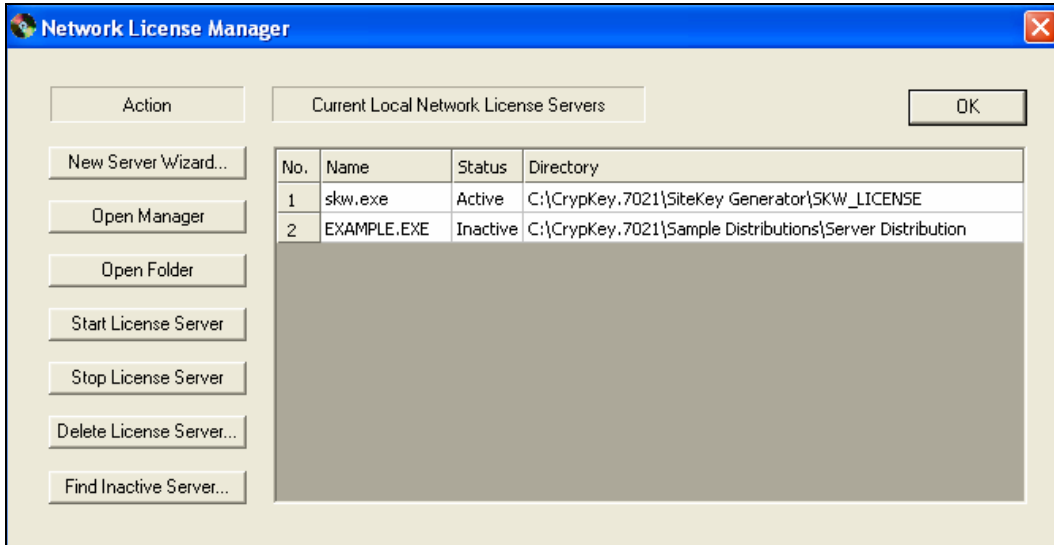 Network License Manager
Action
Current Local Network License Servers
OK
New Server Wizard...
Open Manager
Open Folder
Start License Server
Stop License Server
Delete License Server...
Find Inactive Server...
No. Name Status Directory
1 skw.exe Active C:\CrypKey.7021\SiteKey Generator\SKW_LICENSE
2 EXAMPLE.EXE Inactive C:\CrypKey.7021\Sample Distributions\Server Distribution